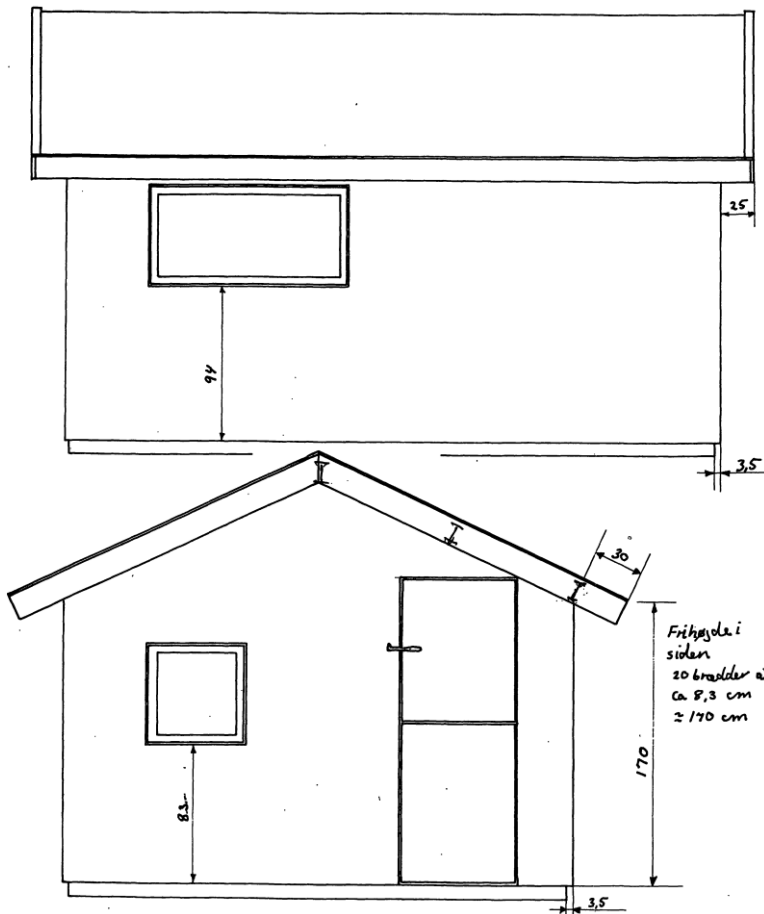 25
94
3,5
30
Frihøjde i
siden
20 brædder a
ca 8,3 cm
≈ 170 cm
170
83
3,5